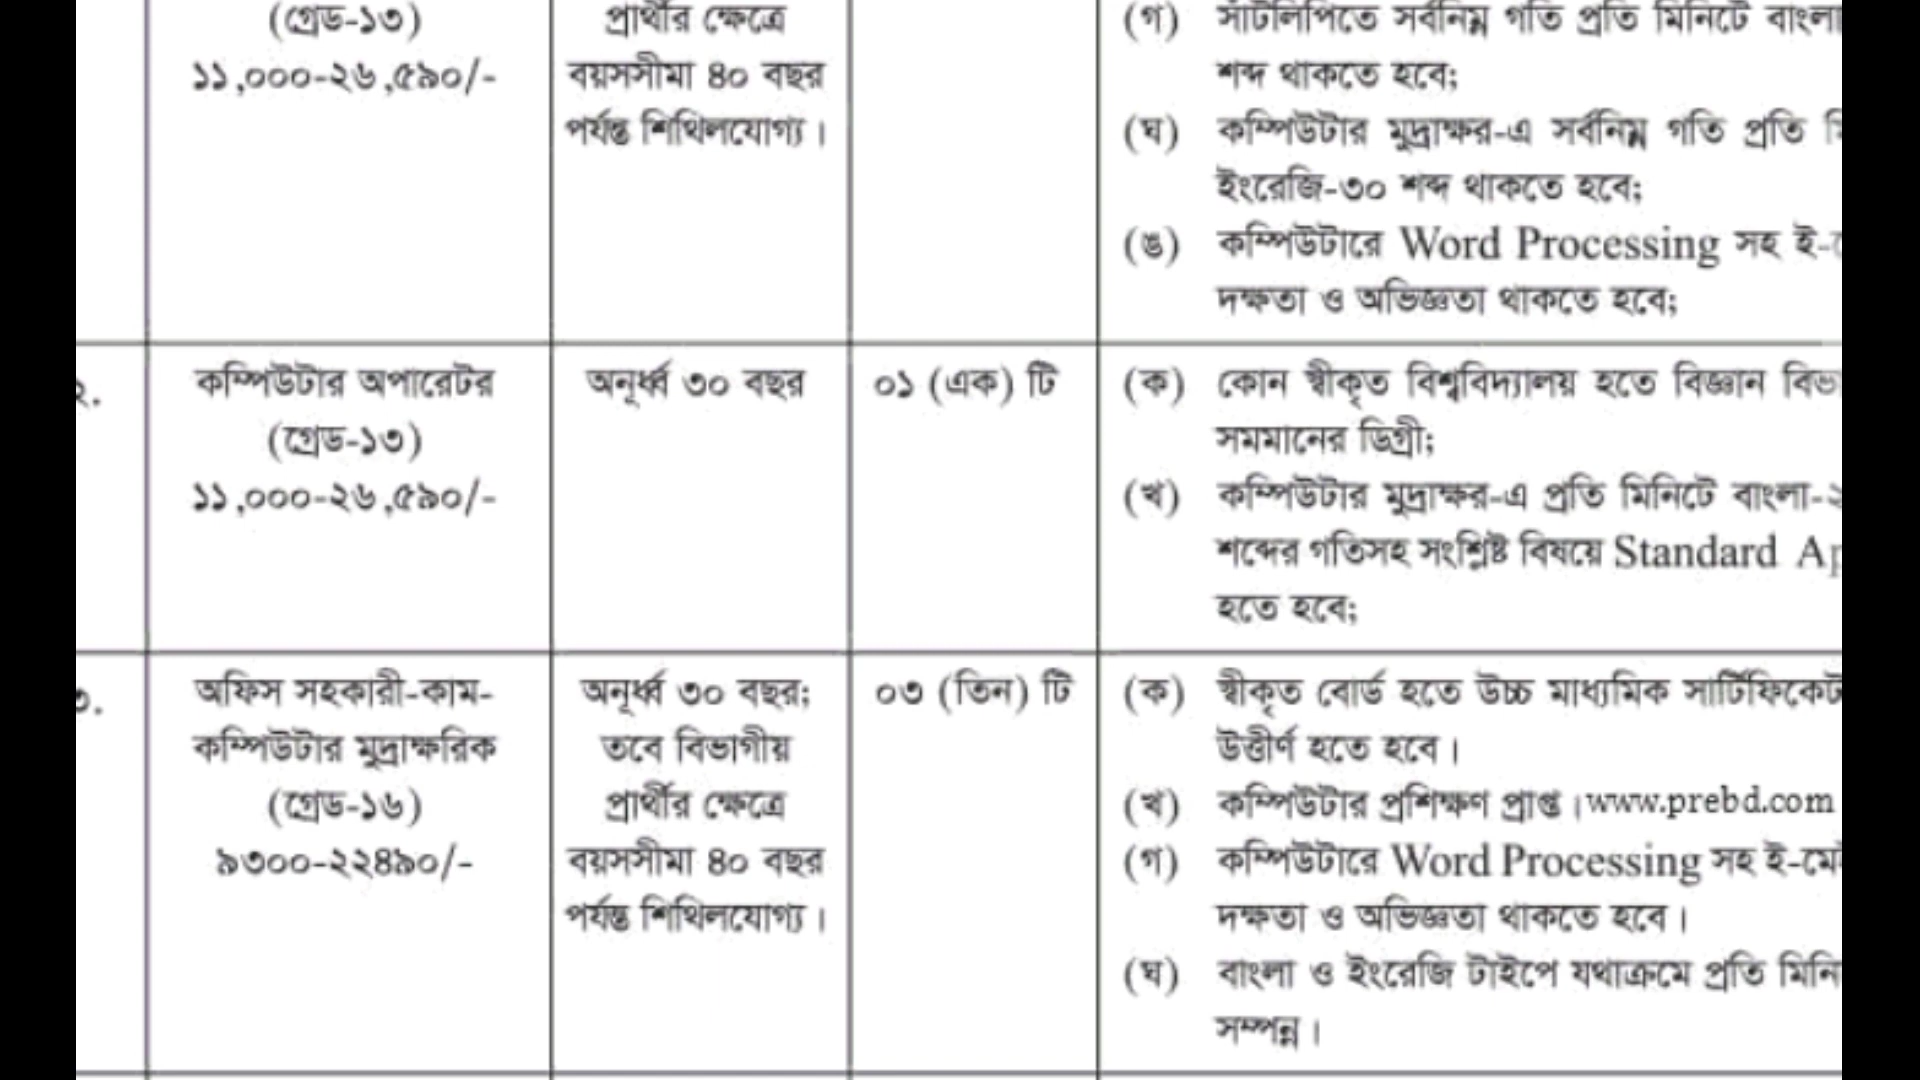 (গ্রেড-১৩)
১১,০০০-২৬,৫৯০/-
প্রার্থীর ক্ষেত্রে
বয়সসীমা ৪০ বছর
পর্যন্ত শিথিলযোগ্য।
(গ) সাঁটলিপিতে সর্বনিম্ন গতি প্রতি মিনিটে বাংলা
শব্দ থাকতে হবে;
(ঘ) কম্পিউটার মুদ্রাক্ষর-এ সর্বনিম্ন গতি প্রতি
ইংরেজি-৩০ শব্দ থাকতে হবে;
(ঙ) কম্পিউটারে Word Processing সহ ই-
দক্ষতা ও অভিজ্ঞতা থাকতে হবে;
২.
কম্পিউটার অপারেটর
(গ্রেড-১৩)
১১,০০০-২৬,৫৯০/-
অনূর্ধ্ব ৩০ বছর
০১ (এক) টি
(ক) কোন স্বীকৃত বিশ্ববিদ্যালয় হতে বিজ্ঞান
সমমানের ডিগ্রী;
(খ) কম্পিউটার মুদ্রাক্ষর-এ প্রতি মিনিটে বাংলা-
শব্দের গতিসহ সংশ্লিষ্ট বিষয়ে Standard
হতে হবে;
৩.
অফিস সহকারী-কাম-
কম্পিউটার মুদ্রাক্ষরিক
(গ্রেড-১৬)
৯৩০০-২২৪৯০/-
অনূর্ধ্ব ৩০ বছর;
তবে বিভাগীয়
প্রার্থীর ক্ষেত্রে
বয়সসীমা ৪০ বছর
পর্যন্ত শিথিলযোগ্য।
০৩ (তিন) টি
(ক) স্বীকৃত বোর্ড হতে উচ্চ মাধ্যমিক সার্টিফিকেট
উত্তীর্ণ হতে হবে।
(খ) কম্পিউটার প্রশিক্ষণ প্রাপ্ত। www.prebd.com
(গ) কম্পিউটারে Word Processing সহ
দক্ষতা ও অভিজ্ঞতা থাকতে হবে।
(ঘ) বাংলা ও ইংরেজি টাইপে যথাক্রমে প্রতি
সম্পন্ন।